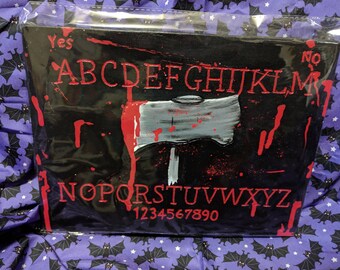 Yes NO
ABCDEFGHIJKLM
NOPQRSTUVWXYZ
1234567890